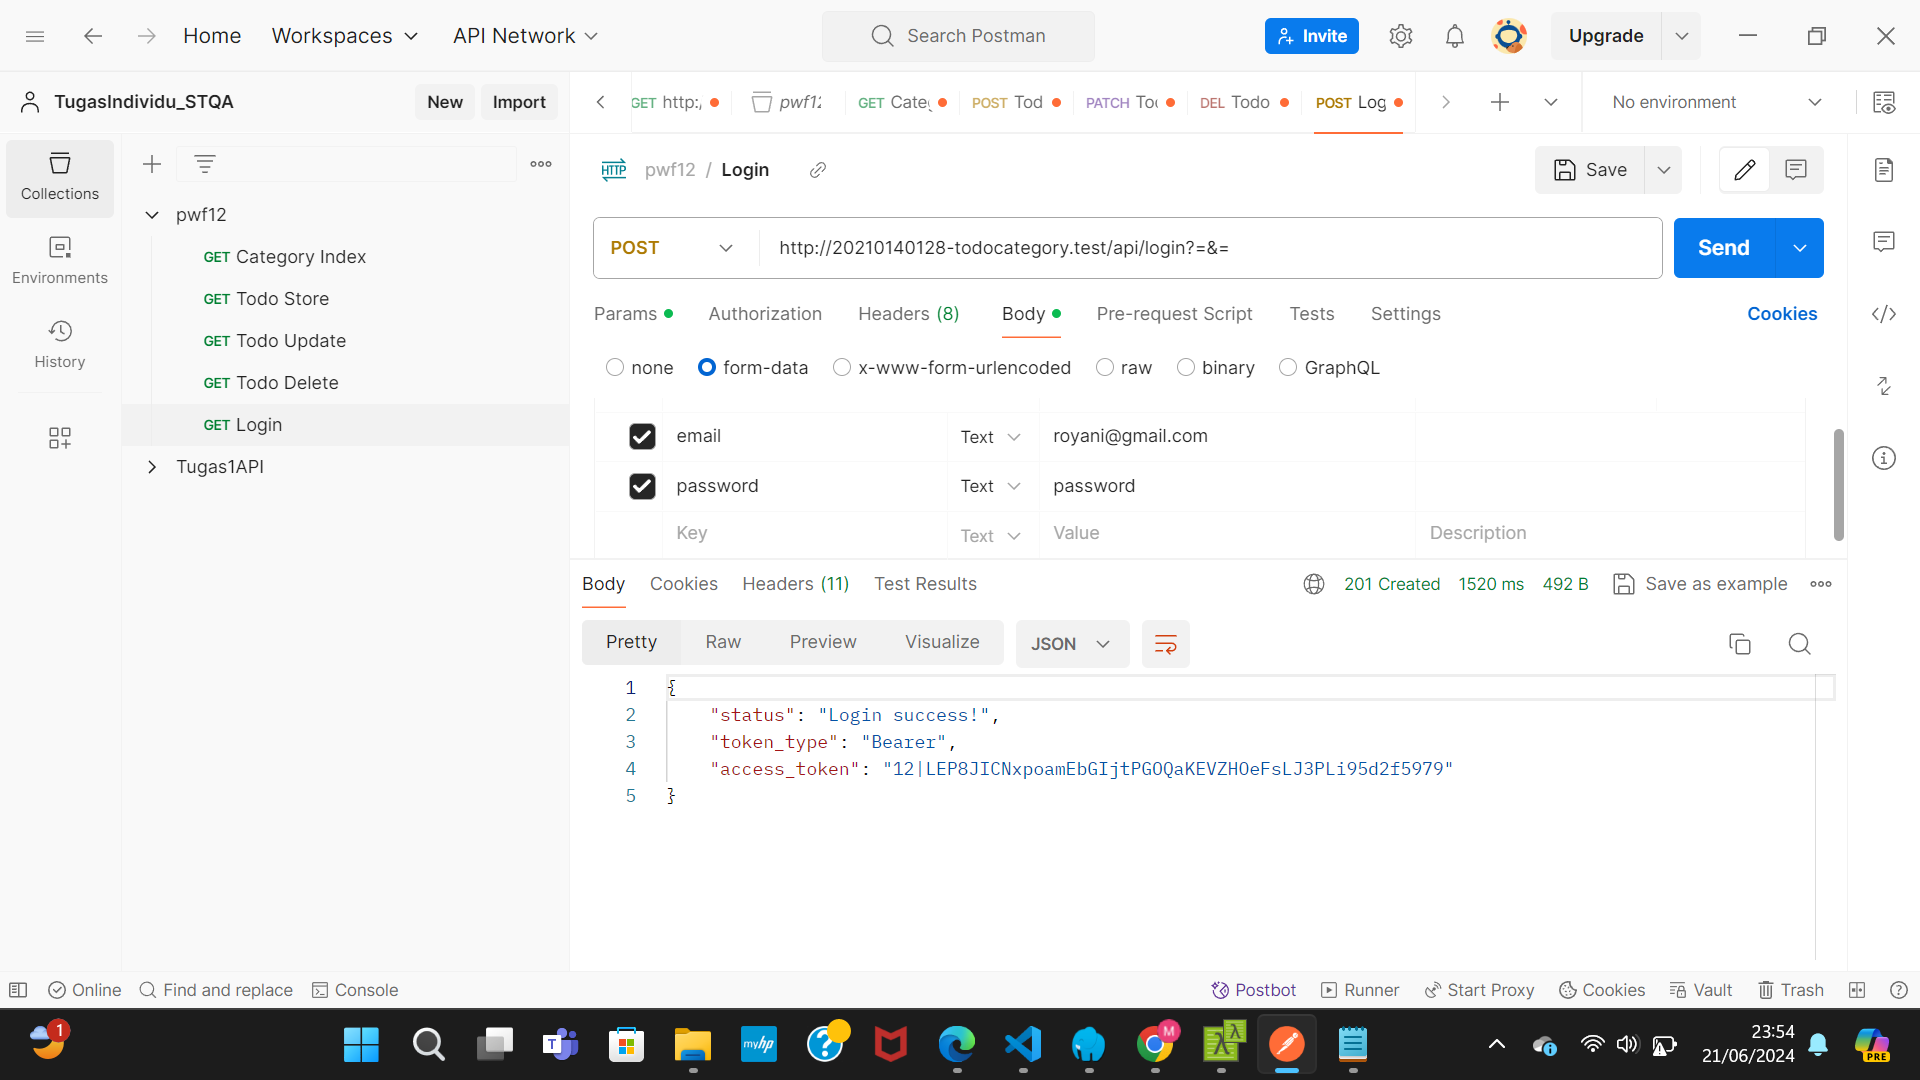 Home Workspaces API Network Search Postman Invite Upgrade
TugasIndividu_STQA New Import GET http:/ pwf12 GET Cate POST Tod PATCH To DEL Todo POST Log No environment
Collections
Environments
History
pwf12
GET Category Index
GET Todo Store
GET Todo Update
GET Todo Delete
GET Login
Tugas1API
HTTP pwf12 / Login Save
POST http://20210140128-todocategory.test/api/login?=&= Send
Params Authorization Headers (8) Body Pre-request Script Tests Settings Cookies
none form-data x-www-form-urlencoded raw binary GraphQL
email Text royani@gmail.com
password Text password
Key Text Value Description
Body Cookies Headers (11) Test Results 201 Created 1520 ms 492 B Save as example
Pretty Raw Preview Visualize JSON
1 {
2 "status": "Login success!",
3 "token_type": "Bearer",
4 "access_token": "12|LEP8JICNxpoamEbGIjtPGOQaKEVZHOeFsLJ3PLi95d2f5979"
5 }
Online Find and replace Console Postbot Runner Start Proxy Cookies Vault Trash
1 T myhp M PRE
23:54
21/06/2024